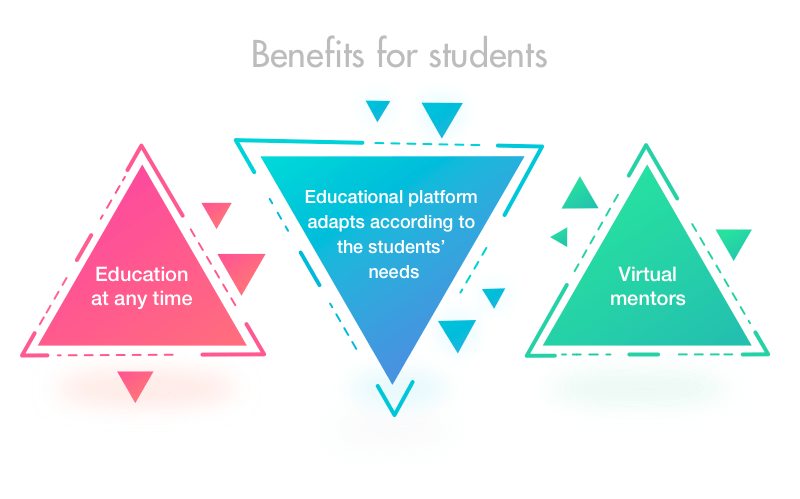 Benefits for students
Education
at any time
Educational platform
adapts according to
the students’
needs
Virtual
mentors